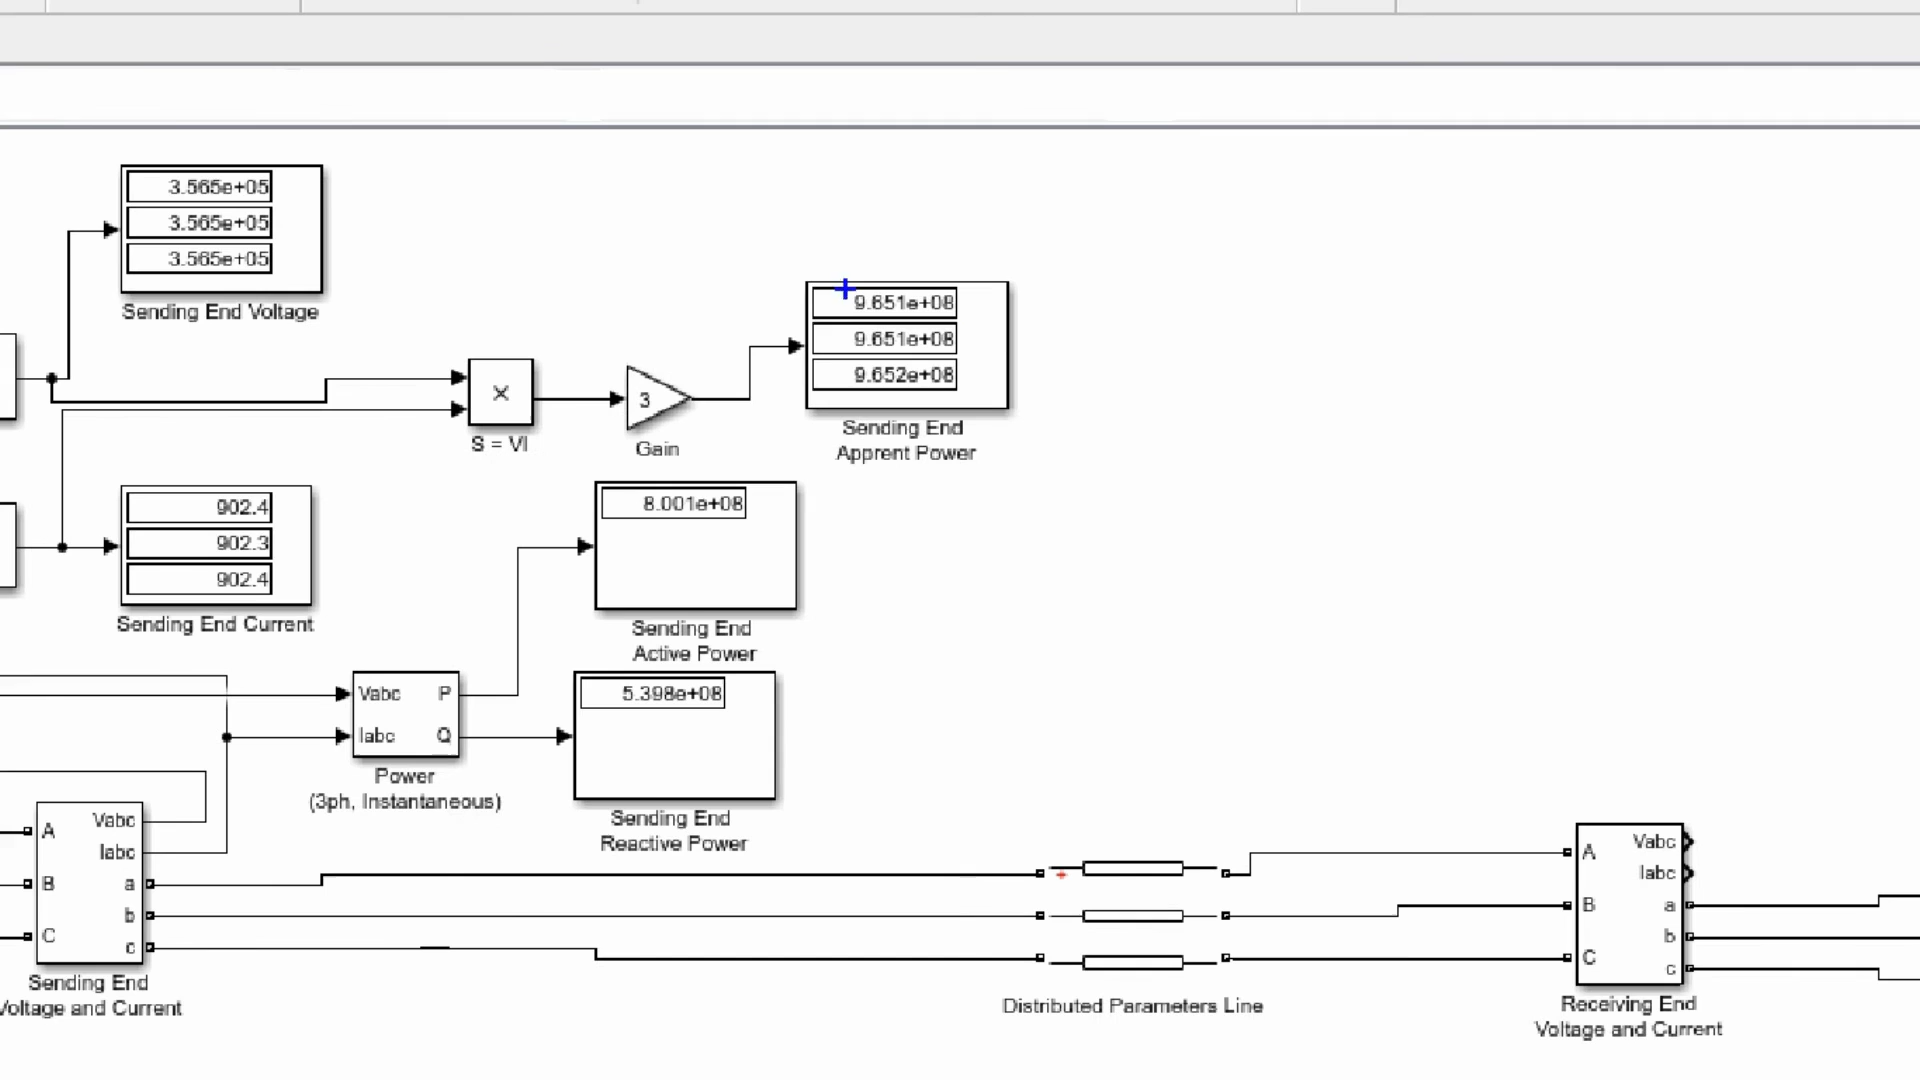 3.565e+05
3.565e+05
3.565e+05
Sending End Voltage
9.651e+08
9.651e+08
9.652e+08
Sending End
Apprent Power
×
S = VI
3
Gain
902.4
902.3
902.4
Sending End Current
8.001e+08
Sending End
Active Power
Vabc P
Iabc Q
Power
(3ph, Instantaneous)
5.398e+08
Sending End
Reactive Power
Vabc
A
Iabc
B a
b
C
c
Sending End
Voltage and Current
Distributed Parameters Line
Vabc
A
Iabc
B a
b
C
c
Receiving End
Voltage and Current